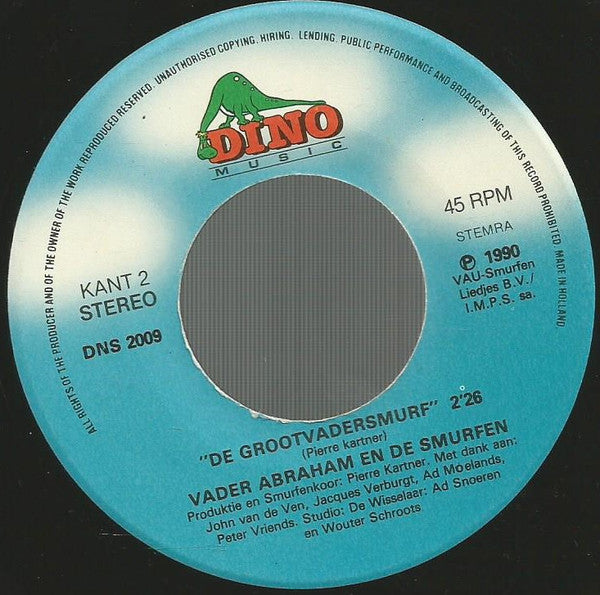 ALL RIGHTS OF THE PRODUCER AND OF THE OWNER OF THE WORK REPRODUCED RESERVED. UNAUTHORISED COPYING, HIRING, LENDING, PUBLIC PERFORMANCE AND BROADCASTING OF THIS RECORD PROHIBITED. MADE IN HOLLAND
DINO
MUSIC
KANT 2
STEREO
DNS 2009
45 RPM
STEMRA
℗ 1990
VAU-Smurfen
Liedjes B.V./
I.M.P.S. sa.
"DE GROOTVADERSMURF" 2'26
(Pierre kartner)
VADER ABRAHAM EN DE SMURFEN
Produktie en Smurfenkoor: Pierre Kartner. Met dank aan:
John van de Ven, Jacques Verburgt, Ad Moelands,
Peter Vriends. Studio: De Wisselaar; Ad Snoeren
en Wouter Schroots